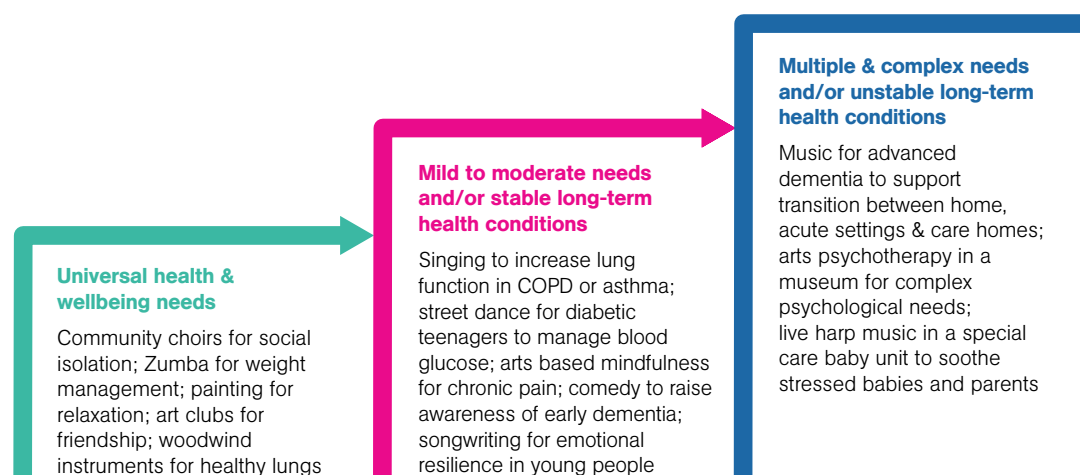 Universal health &
wellbeing needs
Community choirs for social
isolation; Zumba for weight
management; painting for
relaxation; art clubs for
friendship; woodwind
instruments for healthy lungs
Mild to moderate needs
and/or stable long-term
health conditions
Singing to increase lung
function in COPD or asthma;
street dance for diabetic
teenagers to manage blood
glucose; arts based mindfulness
for chronic pain; comedy to raise
awareness of early dementia;
songwriting for emotional
resilience in young people
Multiple & complex needs
and/or unstable long-term
health conditions
Music for advanced
dementia to support
transition between home,
acute settings & care homes;
arts psychotherapy in a
museum for complex
psychological needs;
live harp music in a special
care baby unit to soothe
stressed babies and parents